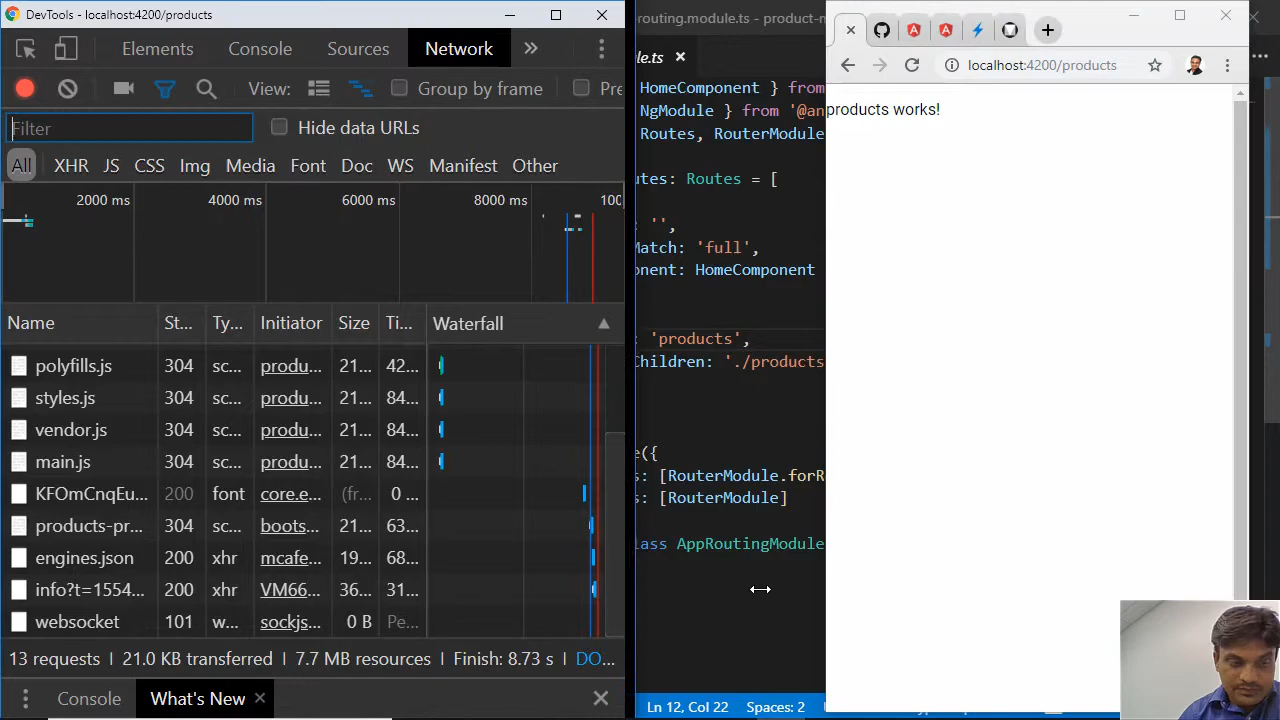 DevTools - localhost:4200/products
Elements
Console
Sources
Network
»
View:
Group by frame
Pre
Filter
Hide data URLs
All
XHR
JS
CSS
Img
Media
Font
Doc
WS
Manifest
Other
2000 ms
4000 ms
6000 ms
8000 ms
100
Name
St...
Ty...
Initiator
Size
Ti...
Waterfall
polyfills.js 304 sc... produ... 21... 42...
styles.js 304 sc... produ... 21... 84...
vendor.js 304 sc... produ... 21... 84...
main.js 304 sc... produ... 21... 84...
KFOmCnqEu... 200 font core.e... (fr... 0 ...
products-pr... 304 sc... boots... 21... 63...
engines.json 200 xhr mcafe... 19... 68...
info?t=1554... 200 xhr VM66... 36... 31...
websocket 101 w... sockjs... 0 B Pe...
13 requests | 21.0 KB transferred | 7.7 MB resources | Finish: 8.73 s | DO...
Console
What's New
routing.module.ts - product-m
le.ts
HomeComponent } from
NgModule } from '@an
Routes, RouterModule
utes: Routes = [
: '',
Match: 'full',
onent: HomeComponent
: 'products',
Children: './products
e({
s: [RouterModule.forR
s: [RouterModule]
lass AppRoutingModule
Ln 12, Col 22
Spaces: 2
localhost:4200/products
products works!